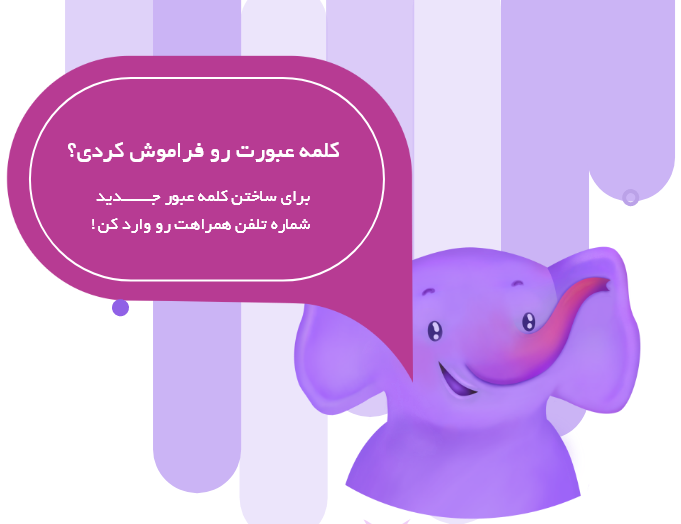 کلمه عبورت رو فراموش کردی؟
برای ساختن کلمه عبور جـــــدید
شماره تلفن همراهت رو وارد کن!